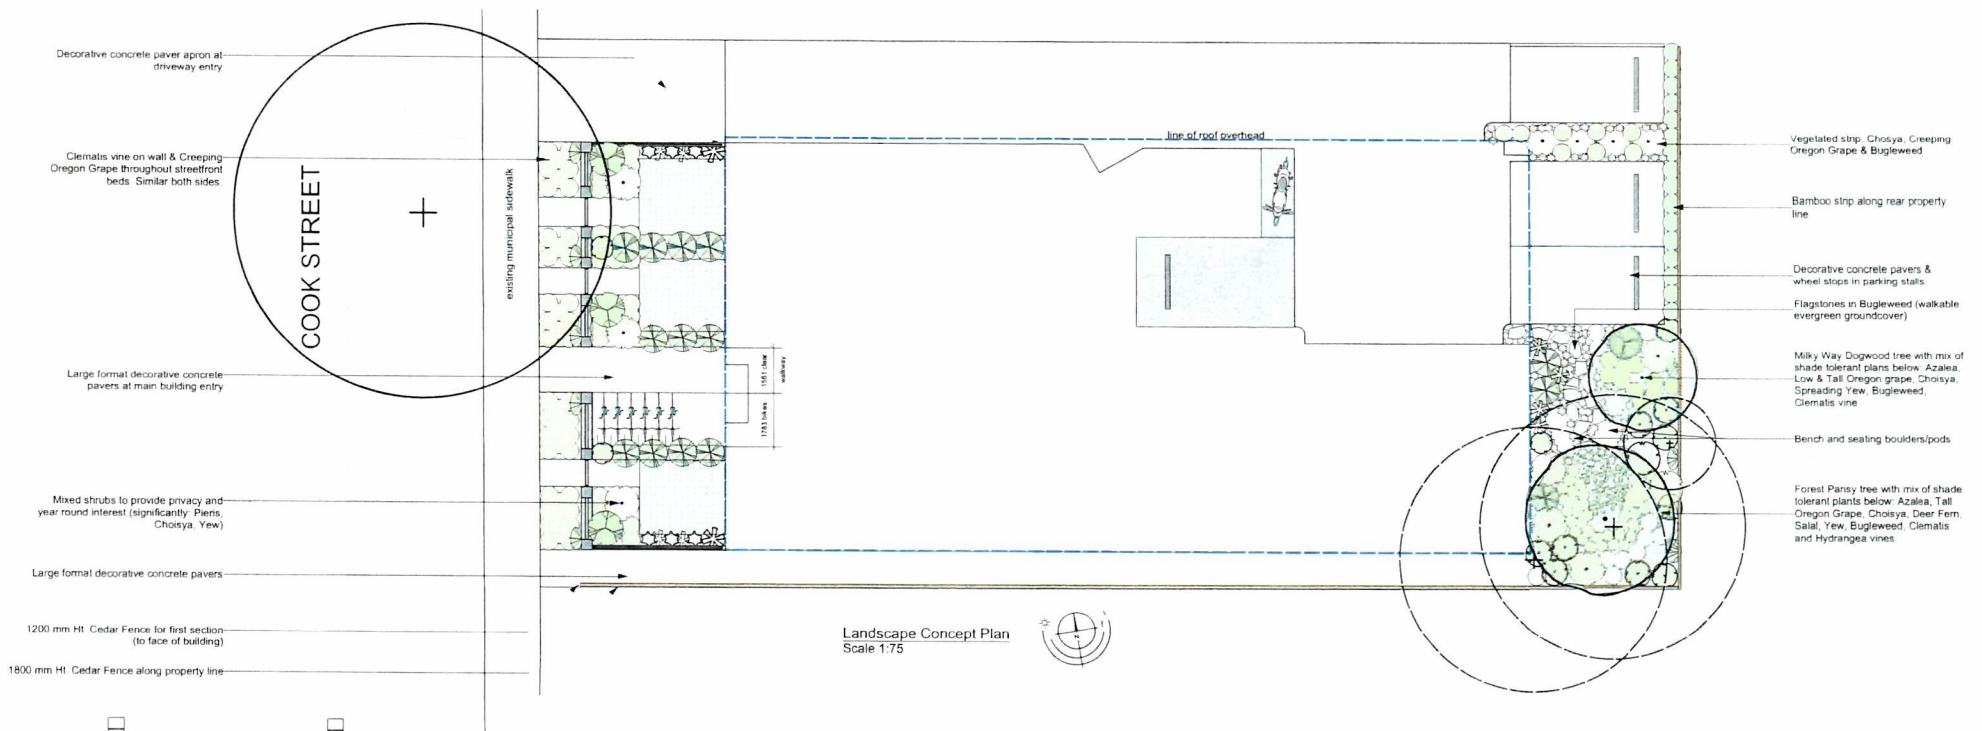 Decorative concrete paver apron at
driveway entry
Clematis vine on wall & Creeping
Oregon Grape throughout streetfront
beds. Similar both sides.
COOK STREET
existing municipal sidewalk
Large format decorative concrete
pavers at main building entry
Mixed shrubs to provide privacy and
year round interest (significantly: Pieris,
Choisya, Yew)
Large format decorative concrete pavers
1200 mm Ht. Cedar Fence for first section
(to face of building)
1800 mm Ht. Cedar Fence along property line
1561 clear
walkway
1783 bikes
line of roof overhead
Landscape Concept Plan
Scale 1:75
N
Vegetated strip. Chosya, Creeping
Oregon Grape & Bugleweed
Bamboo strip along rear property
line
Decorative concrete pavers &
wheel stops in parking stalls
Flagstones in Bugleweed (walkable
evergreen groundcover)
Milky Way Dogwood tree with mix of
shade tolerant plants below: Azalea,
Low & Tall Oregon grape, Choisya,
Spreading Yew, Bugleweed,
Clematis vine
Bench and seating boulders/pods
Forest Pansy tree with mix of shade
tolerant plants below: Azalea, Tall
Oregon Grape, Choisya, Deer Fern,
Salal, Yew, Bugleweed, Clematis
and Hydrangea vines